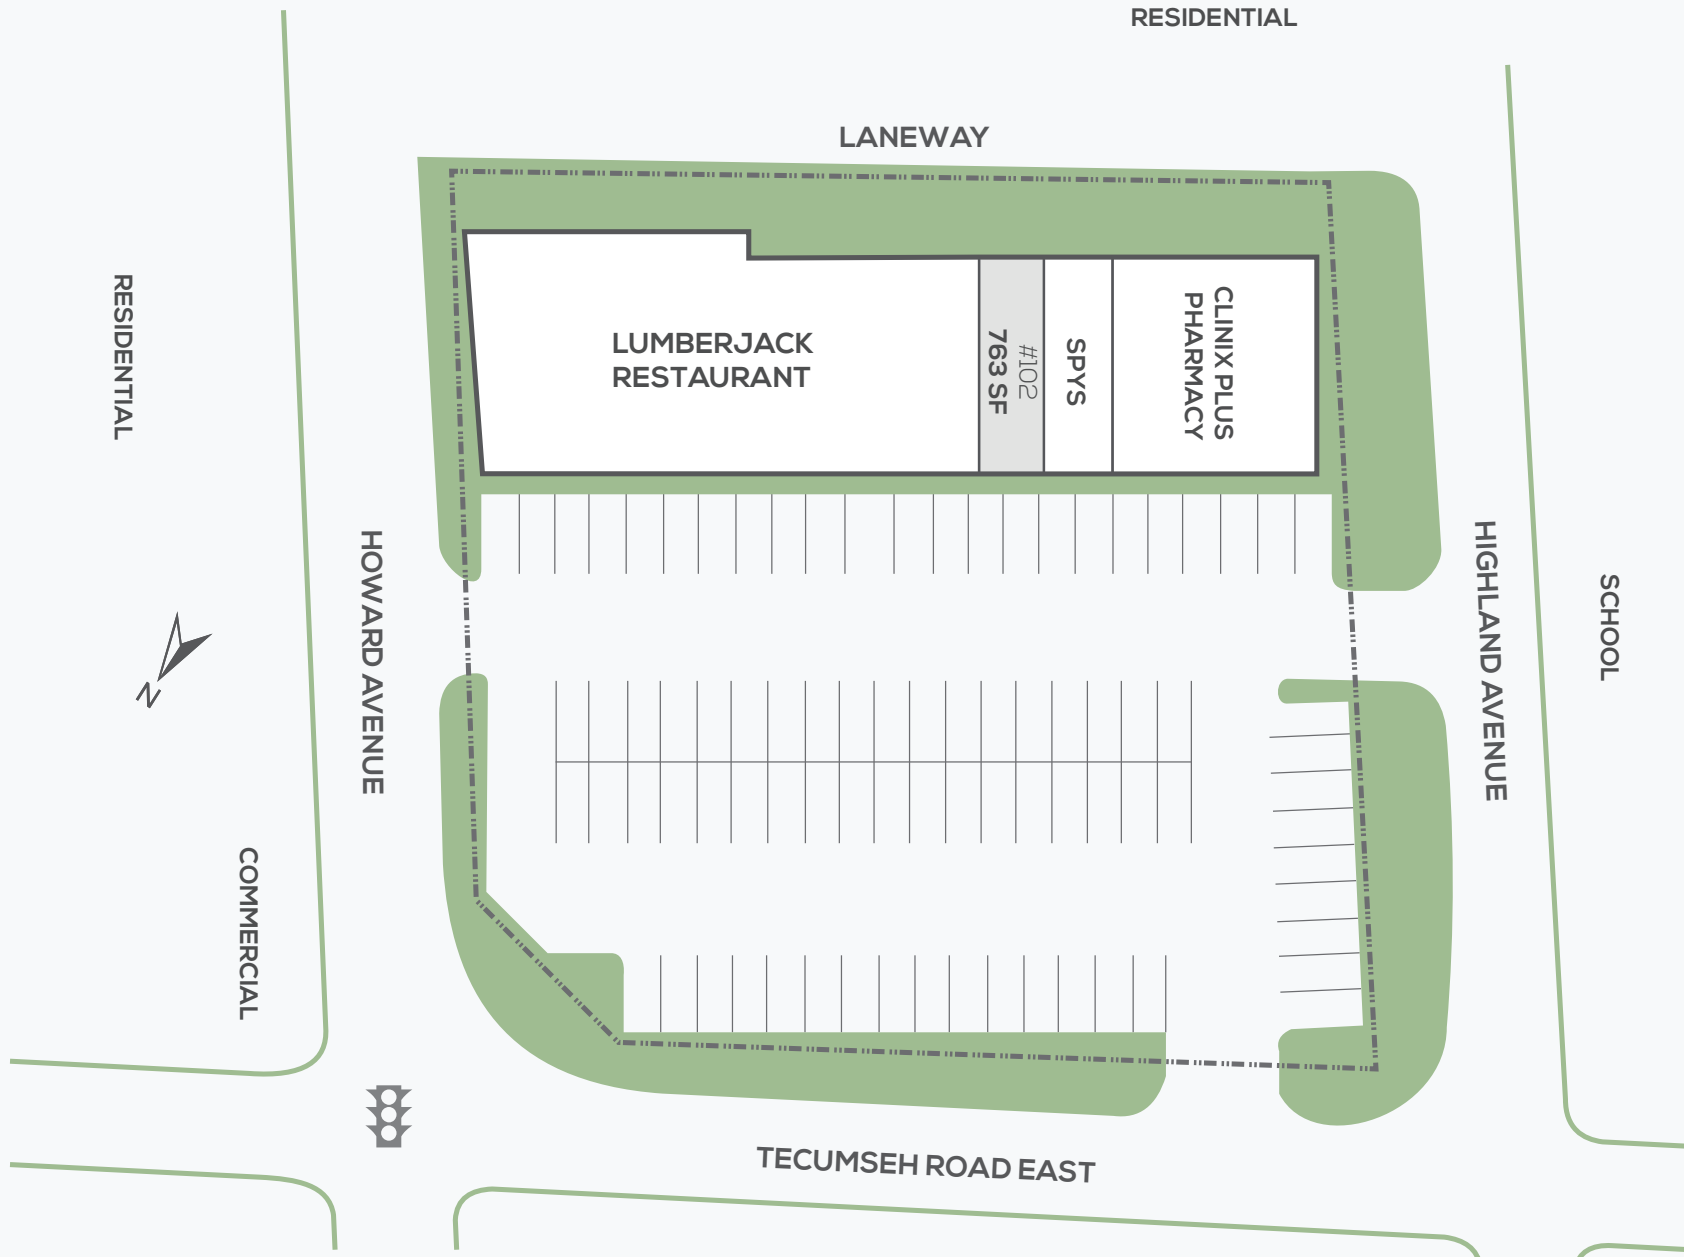 RESIDENTIAL
LANEWAY
RESIDENTIAL
LUMBERJACK
RESTAURANT
#102
763 SF
SPYS
CLINIX PLUS
PHARMACY
HOWARD AVENUE
HIGHLAND AVENUE
SCHOOL
N
COMMERCIAL
TECUMSEH ROAD EAST